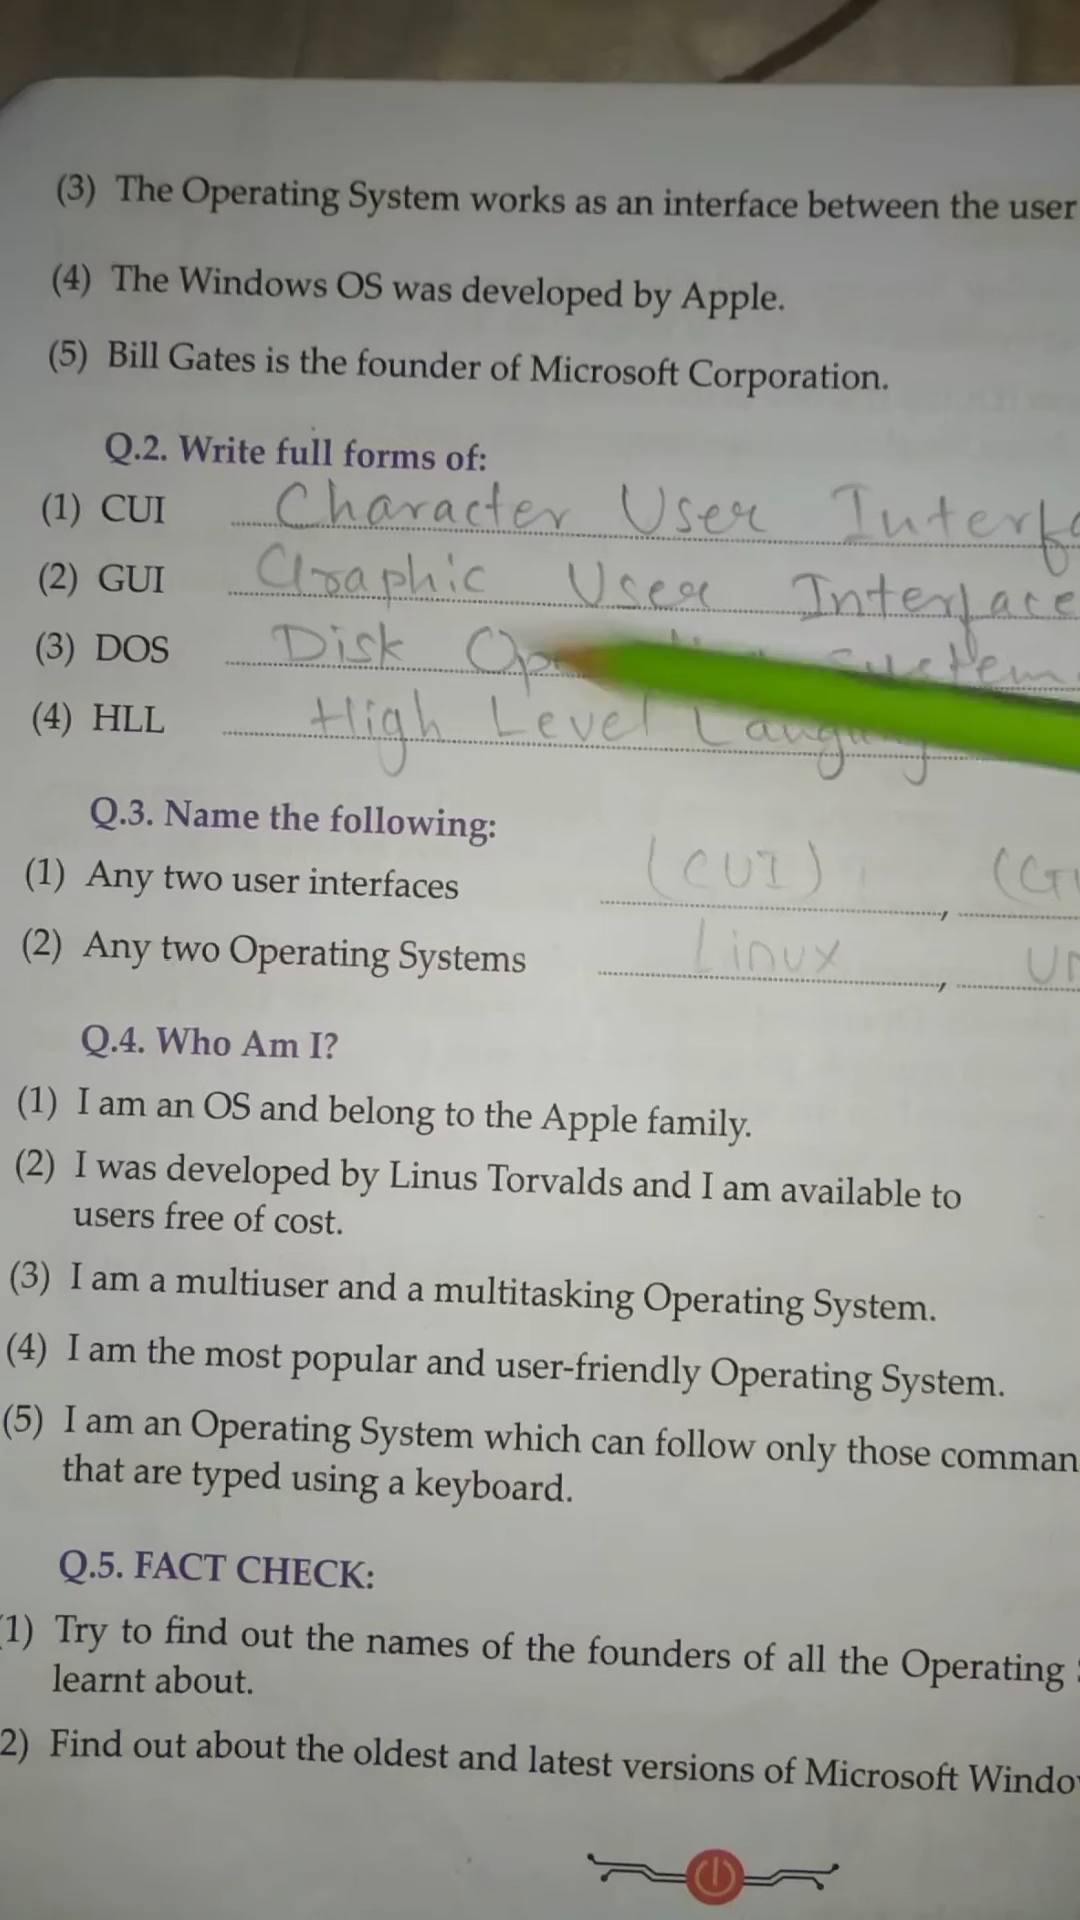 (3) The Operating System works as an interface between the user
(4) The Windows OS was developed by Apple.
(5) Bill Gates is the founder of Microsoft Corporation.
Q.2. Write full forms of:
(1) CUI Character User Interfa
(2) GUI Graphic User Interface
(3) DOS Disk System
(4) HLL High Level
Q.3. Name the following:
(1) Any two user interfaces (CUI), (G
(2) Any two Operating Systems Linux, Un
Q.4. Who Am I?
(1) I am an OS and belong to the Apple family.
(2) I was developed by Linus Torvalds and I am available to
users free of cost.
(3) I am a multiuser and a multitasking Operating System.
(4) I am the most popular and user-friendly Operating System.
(5) I am an Operating System which can follow only those comman
that are typed using a keyboard.
Q.5. FACT CHECK:
1) Try to find out the names of the founders of all the Operating
learnt about.
2) Find out about the oldest and latest versions of Microsoft Windo